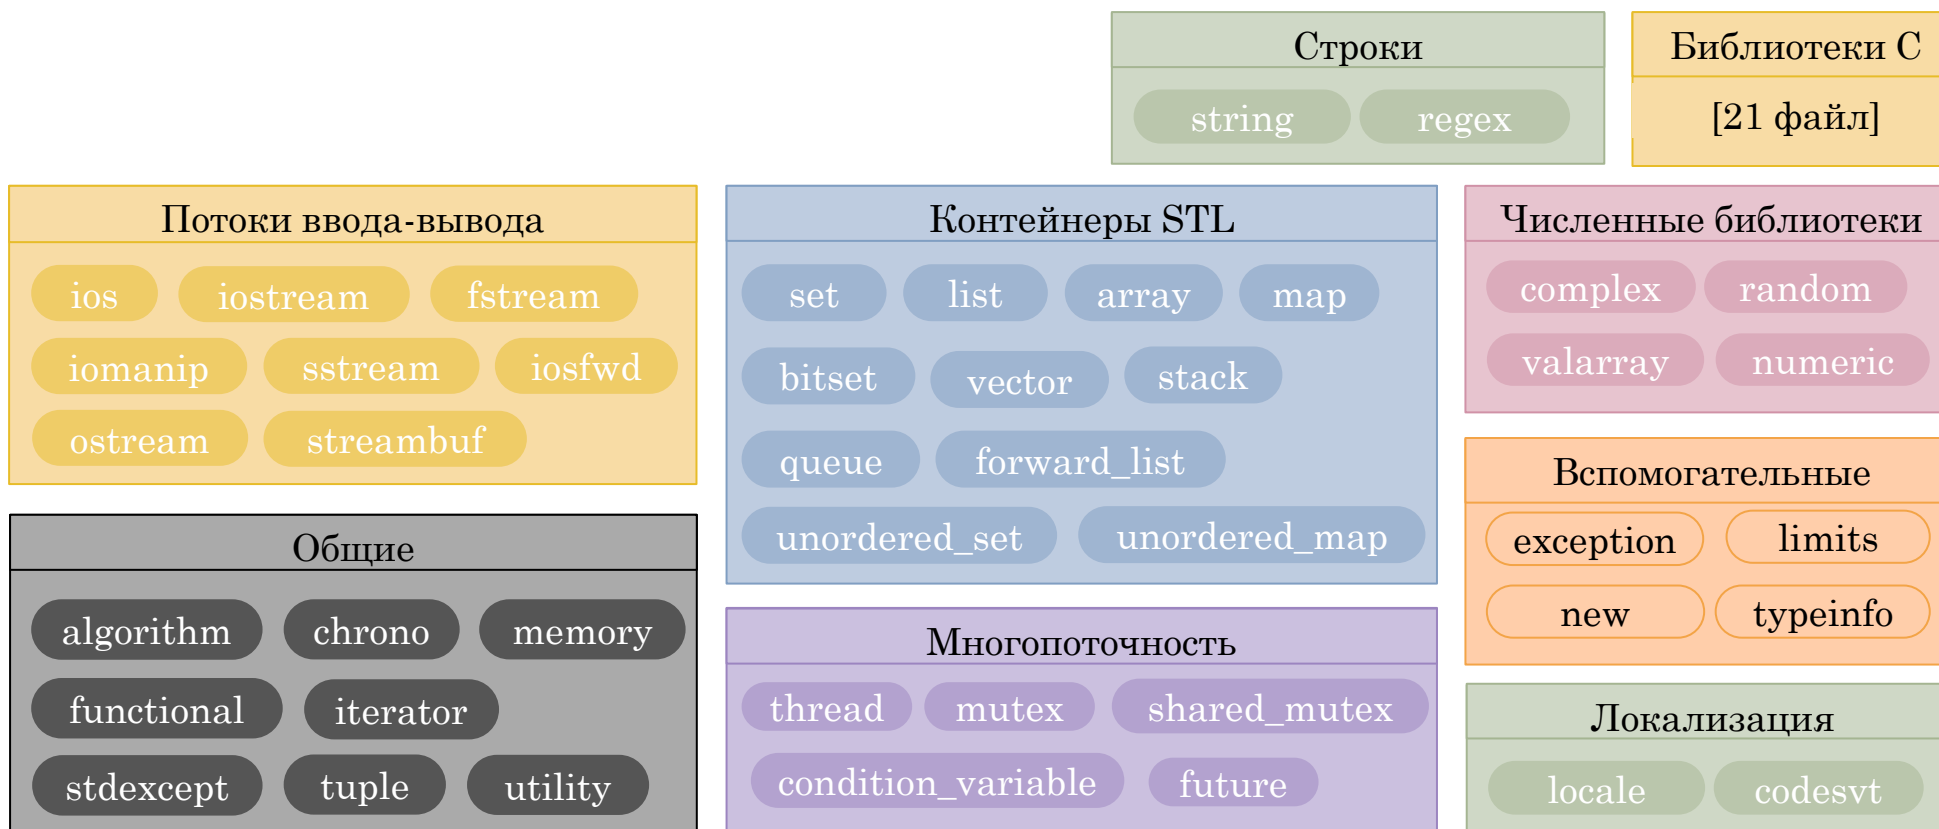 Строки
string regex
Библиотеки C
[21 файл]
Потоки ввода-вывода
ios iostream fstream
iomanip sstream iosfwd
ostream streambuf
Контейнеры STL
set list array map
bitset vector stack
queue forward_list
unordered_set unordered_map
Численные библиотеки
complex random
valarray numeric
Вспомогательные
exception limits
new typeinfo
Общие
algorithm chrono memory
functional iterator
stdexcept tuple utility
Многопоточность
thread mutex shared_mutex
condition_variable future
Локализация
locale codesvt